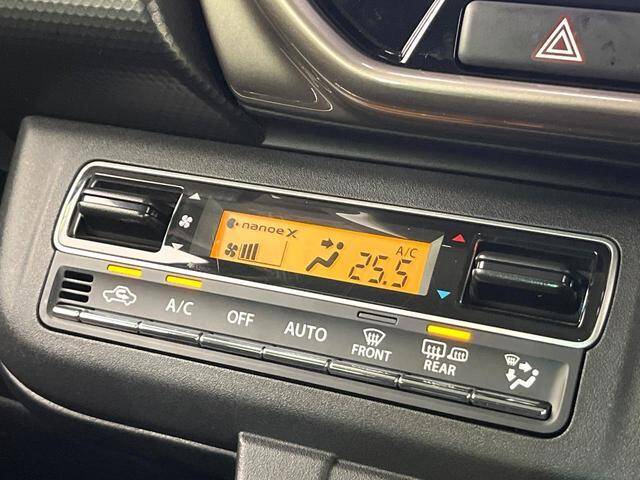 nanoe X
A/C
25.5
A/C
OFF
AUTO
FRONT
REAR